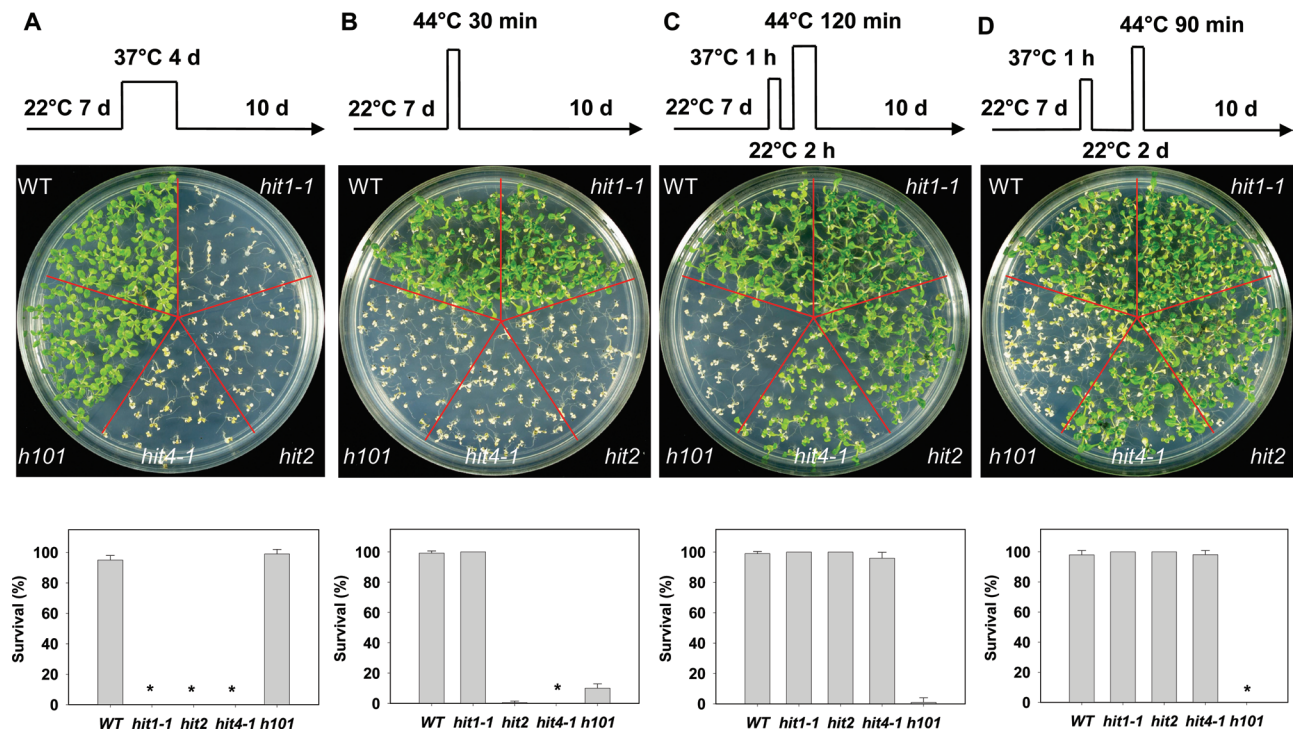 A
37°C 4 d
22°C 7 d
10 d
WT
hit1-1
h101
hit4-1
hit2
Survival (%)
100
80
60
40
20
0
*
*
*
WT hit1-1 hit2 hit4-1 h101
B
44°C 30 min
22°C 7 d
10 d
WT
hit1-1
h101
hit4-1
hit2
Survival (%)
100
80
60
40
20
0
*
WT hit1-1 hit2 hit4-1 h101
C
44°C 120 min
37°C 1 h
22°C 7 d
10 d
22°C 2 h
WT
hit1-1
h101
hit4-1
hit2
Survival (%)
100
80
60
40
20
0
WT hit1-1 hit2 hit4-1 h101
D
44°C 90 min
37°C 1 h
22°C 7 d
10 d
22°C 2 d
WT
hit1-1
h101
hit4-1
hit2
Survival (%)
100
80
60
40
20
0
*
WT hit1-1 hit2 hit4-1 h101